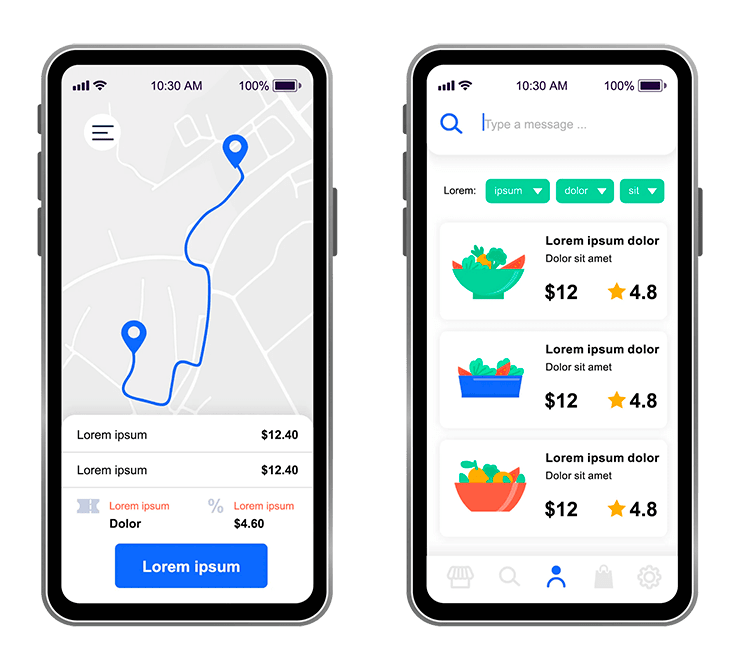 10:30 AM 100%
Lorem ipsum $12.40
Lorem ipsum $12.40
Lorem ipsum % Lorem ipsum
Dolor $4.60
Lorem ipsum
10:30 AM 100%
Type a message ...
Lorem: ipsum dolor sit
Lorem ipsum dolor
Dolor sit amet
$12 4.8
Lorem ipsum dolor
Dolor sit amet
$12 4.8
Lorem ipsum dolor
Dolor sit amet
$12 4.8